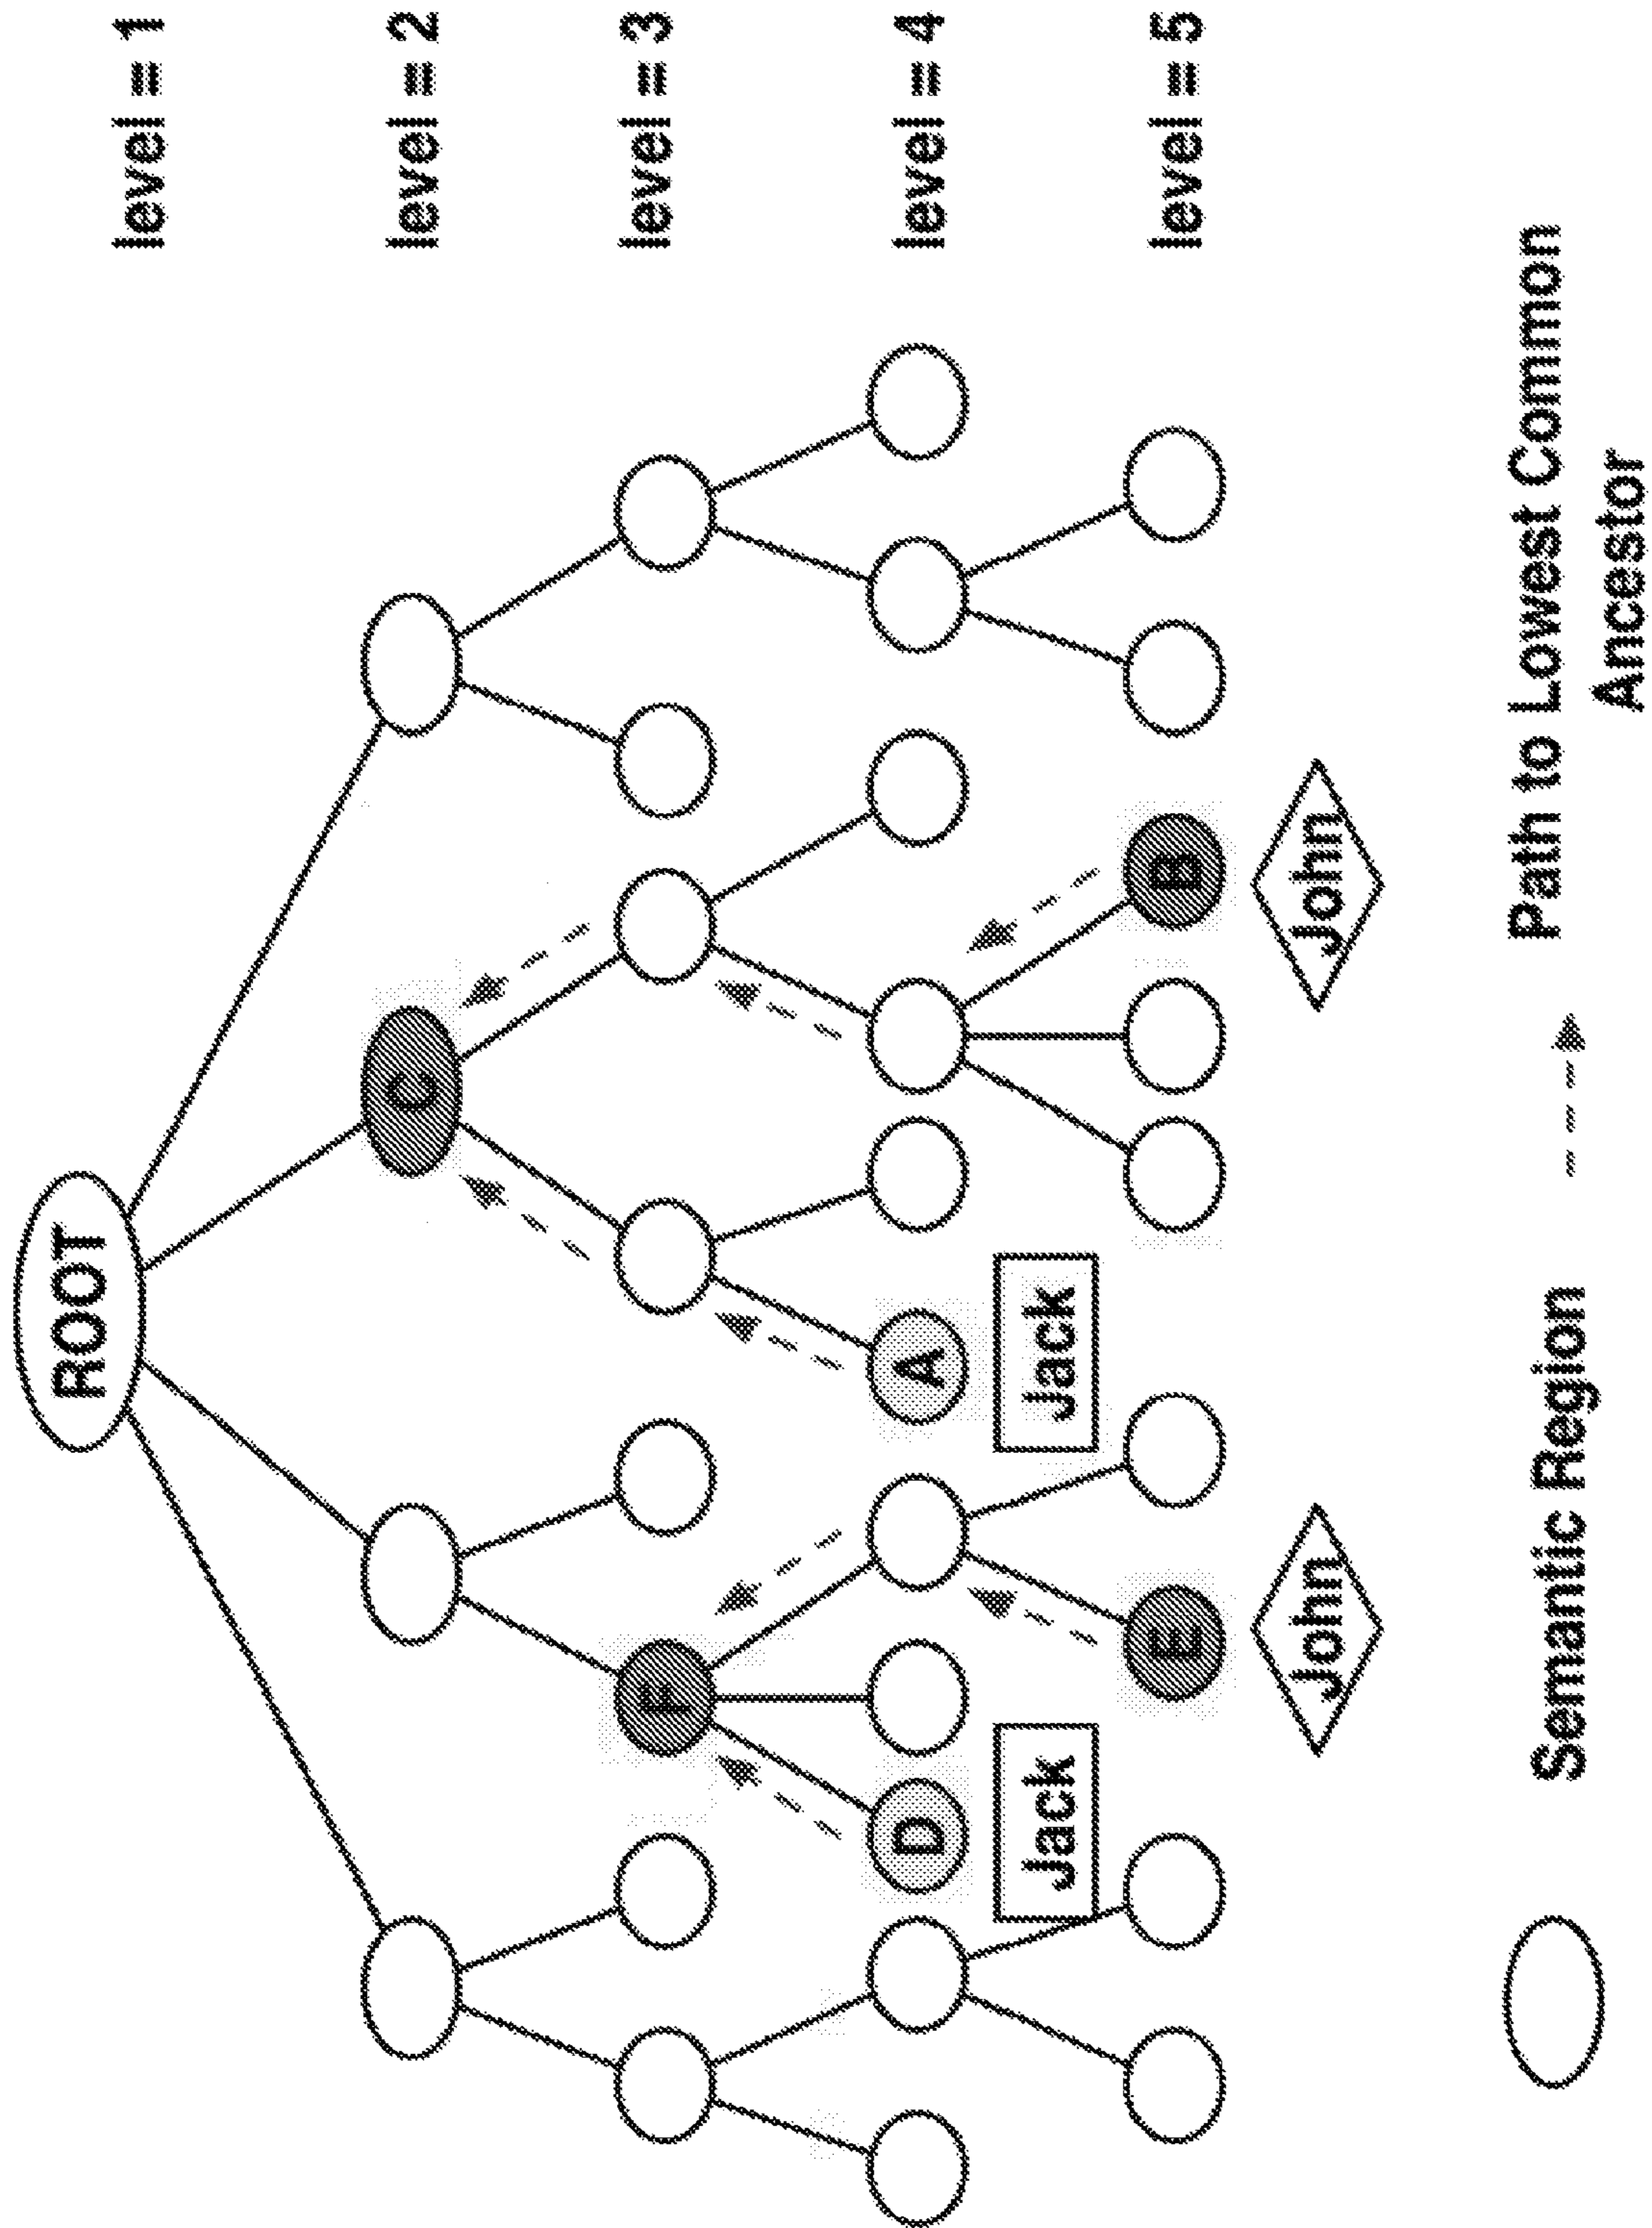 ROOT
level = 1
C
level = 2
F
level = 3
D
A
level = 4
Jack
Jack
E
B
level = 5
John
John
Semantic Region
Path to Lowest Common
Ancestor